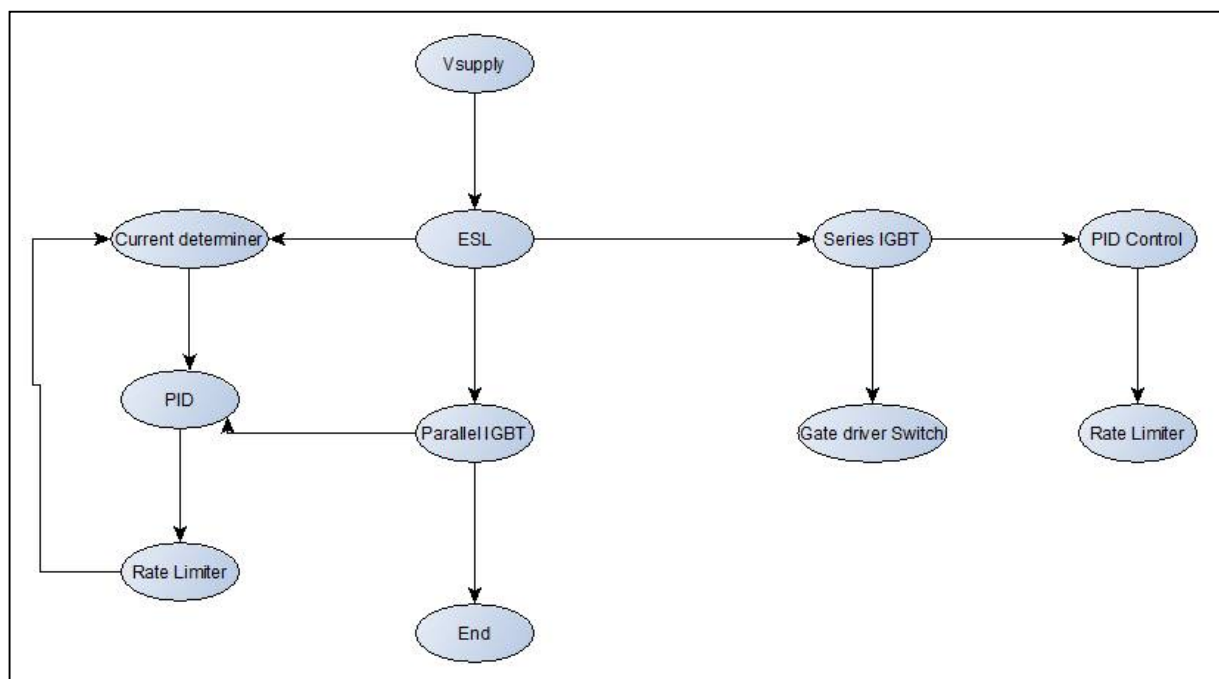 Vsupply
Current determiner
ESL
Series IGBT
PID Control
PID
Parallel IGBT
Gate driver Switch
Rate Limiter
Rate Limiter
End